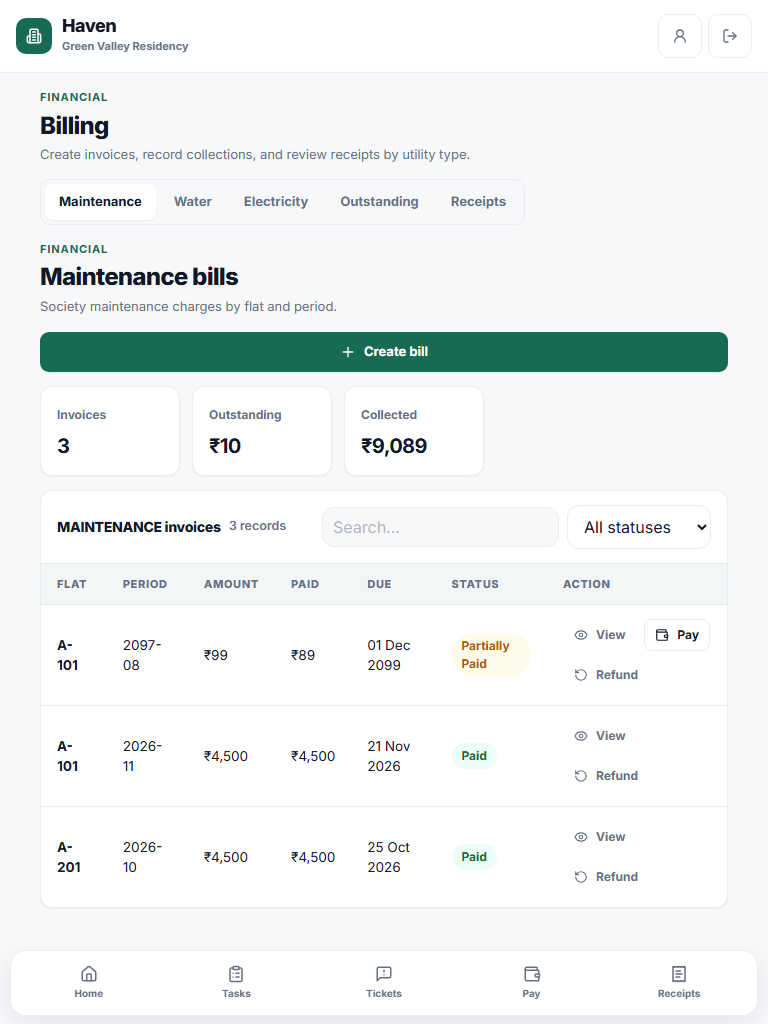 Haven
Green Valley Residency
FINANCIAL
Billing
Create invoices, record collections, and review receipts by utility type.
Maintenance Water Electricity Outstanding Receipts
FINANCIAL
Maintenance bills
Society maintenance charges by flat and period.
+ Create bill
Invoices Outstanding Collected
3 ₹10 ₹9,089
MAINTENANCE invoices 3 records Search... All statuses
FLAT PERIOD AMOUNT PAID DUE STATUS ACTION
A-
101
2097-
08
₹99
₹89
01 Dec
2099
Partially
Paid
View Pay
Refund
A-
101
2026-
11
₹4,500
₹4,500
21 Nov
2026
Paid
View
Refund
A-
201
2026-
10
₹4,500
₹4,500
25 Oct
2026
Paid
View
Refund
Home Tasks Tickets Pay Receipts